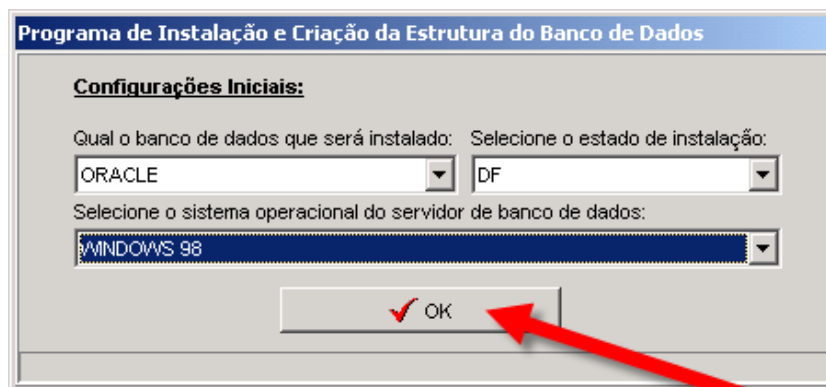 Programa de Instalação e Criação da Estrutura do Banco de Dados
Configurações Iniciais:
Qual o banco de dados que será instalado: Selecione o estado de instalação:
ORACLE DF
Selecione o sistema operacional do servidor de banco de dados:
WINDOWS 98
OK